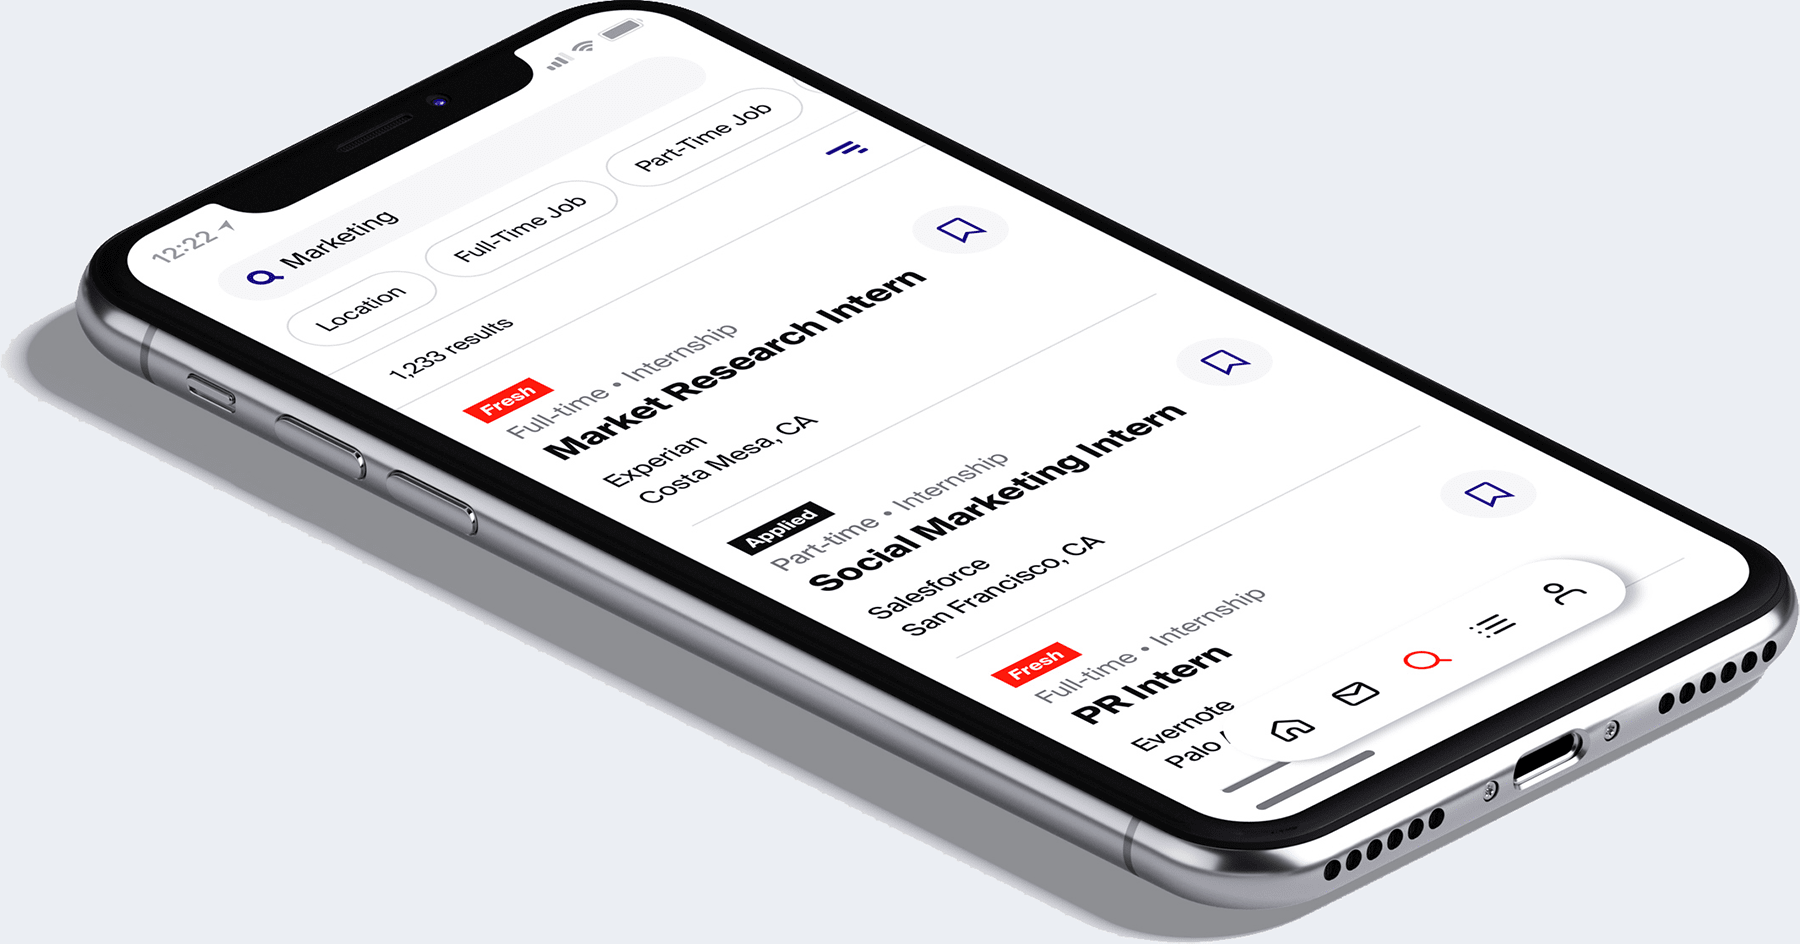 12:22
Marketing
Location
Full-Time Job
Part-Time Job
1,233 results
Fresh
Full-time • Internship
Market Research Intern
Experian
Costa Mesa, CA
Applied
Part-time • Internship
Social Marketing Intern
Salesforce
San Francisco, CA
Fresh
Full-time • Internship
PR Intern
Evernote
Palo